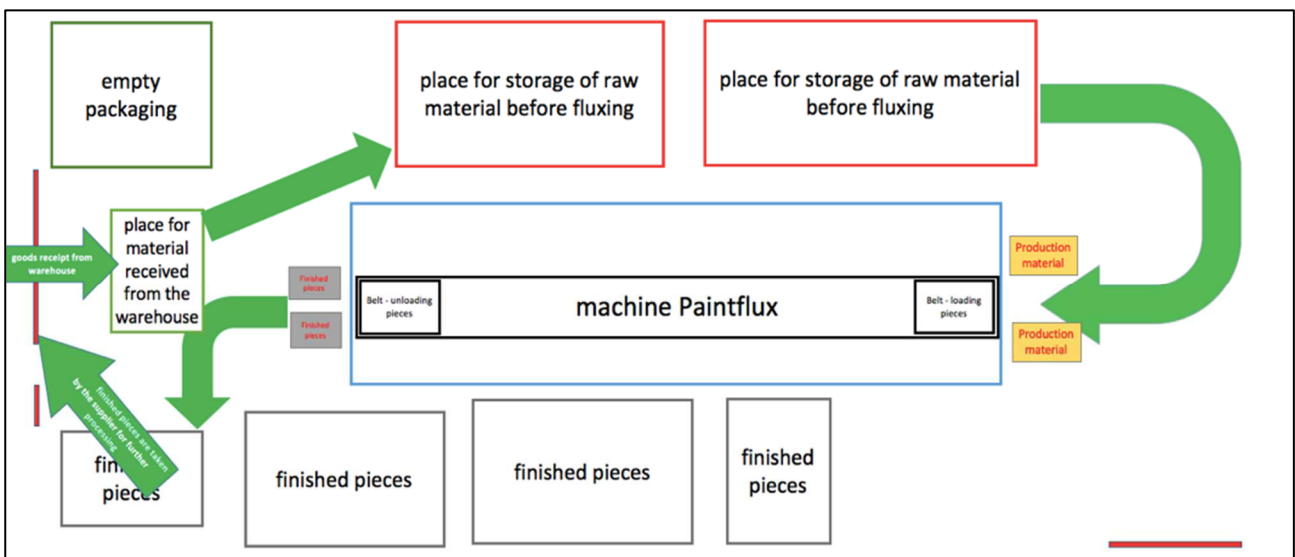 empty
packaging
place for storage of raw
material before fluxing
place for storage of raw material
before fluxing
place for
material
received
from the
warehouse
goods receipt from
warehouse
Finished
pieces
Finished
pieces
Belt - unloading
pieces
machine Paintflux
Belt - loading
pieces
Production
material
Production
material
finished pieces are taken
by the supplier for further
processing
pieces
finished pieces
finished pieces
finished
pieces